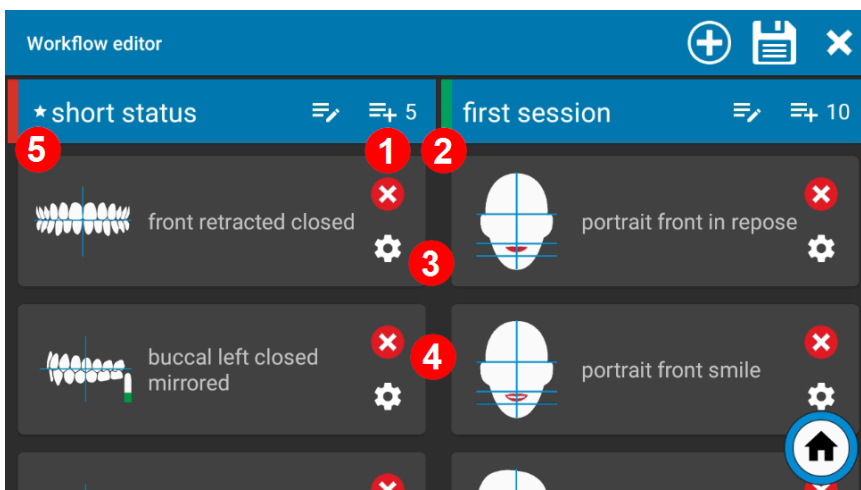 Workflow editor
short status
5
first session
10
5
1
2
front retracted closed
portrait front in repose
3
buccal left closed
mirrored
4
portrait front smile